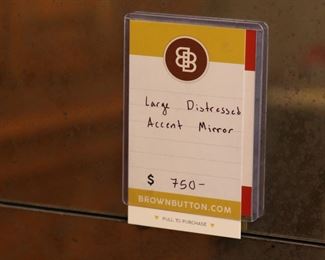 BB
Large Distressed
Accent Mirror
$ 750-
BROWNBUTTON.COM
PULL TO PURCHASE